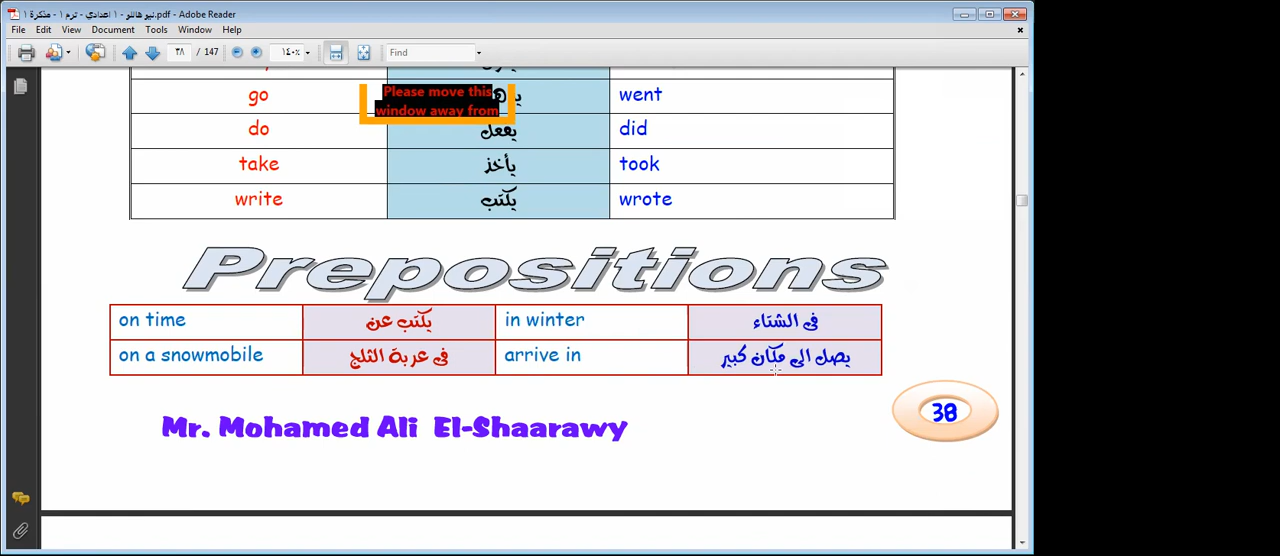 نيو هاللو - ١ اعدادي - ترم ١ - مذكرة ١.pdf - Adobe Reader
File Edit View Document Tools Window Help
٣٨ / 147 ١٤٠٪ Find
go went
Please move this
window away from
do يفعل did
take يأخذ took
write يكتب wrote
Prepositions
on time يكتب عن in winter فى الشتاء
on a snowmobile فى عربة الثلج arrive in يصل الى مكان كبير
Mr. Mohamed Ali El-Shaarawy
38